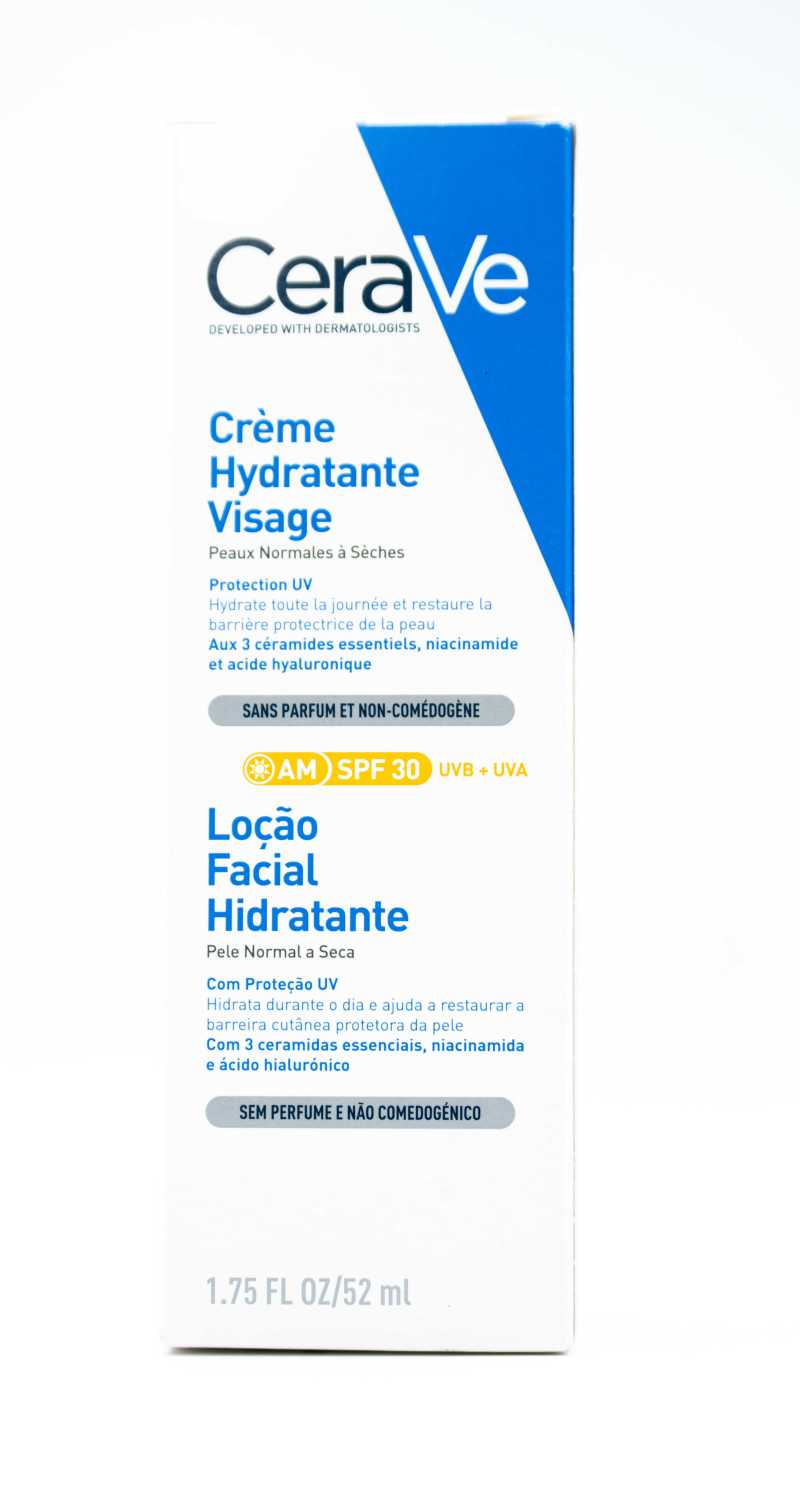 CeraVe
DEVELOPED WITH DERMATOLOGISTS
Crème
Hydratante
Visage
Peaux Normales à Sèches
Protection UV
Hydrate toute la journée et restaure la
barrière protectrice de la peau
Aux 3 céramides essentiels, niacinamide
et acide hyaluronique
SANS PARFUM ET NON-COMÉDOGÈNE
AM SPF 30 UVB + UVA
Loção
Facial
Hidratante
Pele Normal a Seca
Com Proteção UV
Hidrata durante o dia e ajuda a restaurar a
barreira cutânea protetora da pele
Com 3 ceramidas essenciais, niacinamida
e ácido hialurónico
SEM PERFUME E NÃO COMEDOGÉNICO
1.75 FL OZ/52 ml